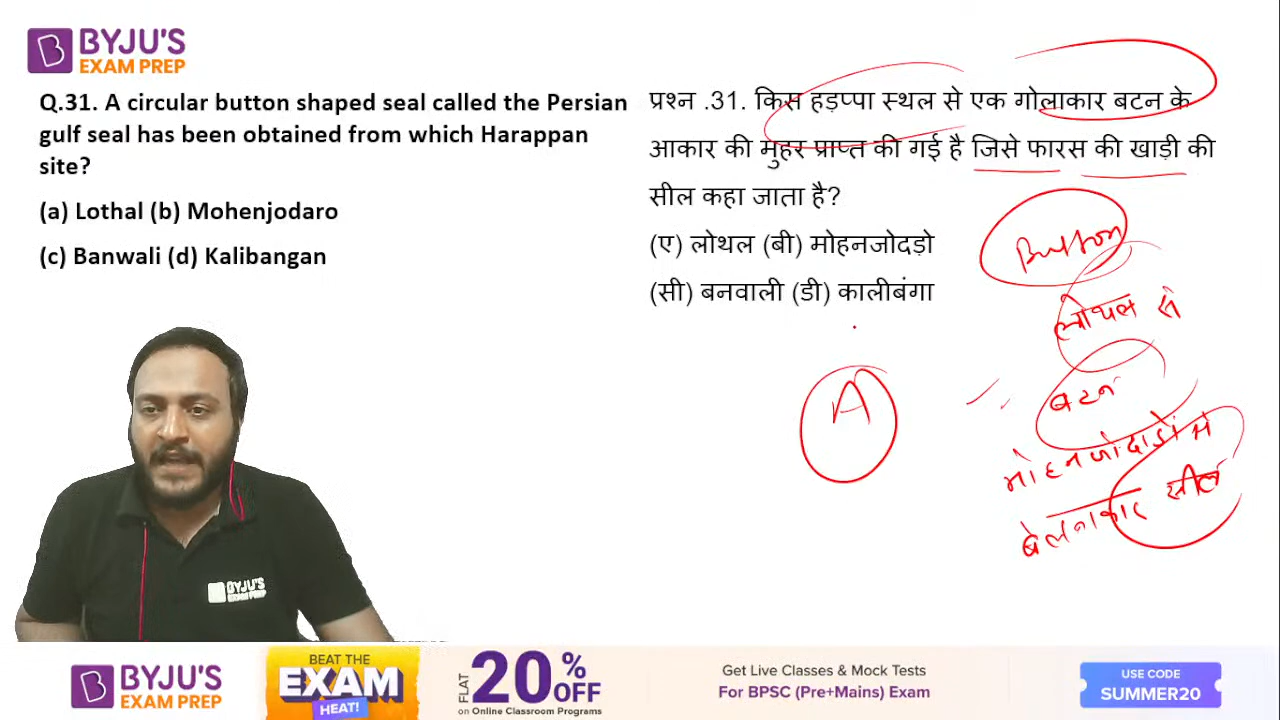 BYJU'S
EXAM PREP
Q.31. A circular button shaped seal called the Persian
gulf seal has been obtained from which Harappan
site?
(a) Lothal (b) Mohenjodaro
(c) Banwali (d) Kalibangan
प्रश्न .31. किस हड़प्पा स्थल से एक गोलाकार बटन के
आकार की मुहर प्राप्त की गई है जिसे फारस की खाड़ी की
सील कहा जाता है?
(ए) लोथल (बी) मोहनजोदड़ो
(सी) बनवाली (डी) कालीबंगा
Button
लोथल से
बटन
मोहनजोदाड़ों से
बेलनाकार सील
A
BYJU'S
EXAM PREP
BYJU'S
EXAM PREP
BEAT THE
EXAM
HEAT!
FLAT 20% OFF
on Online Classroom Programs
Get Live Classes & Mock Tests
For BPSC (Pre+Mains) Exam
USE CODE
SUMMER20